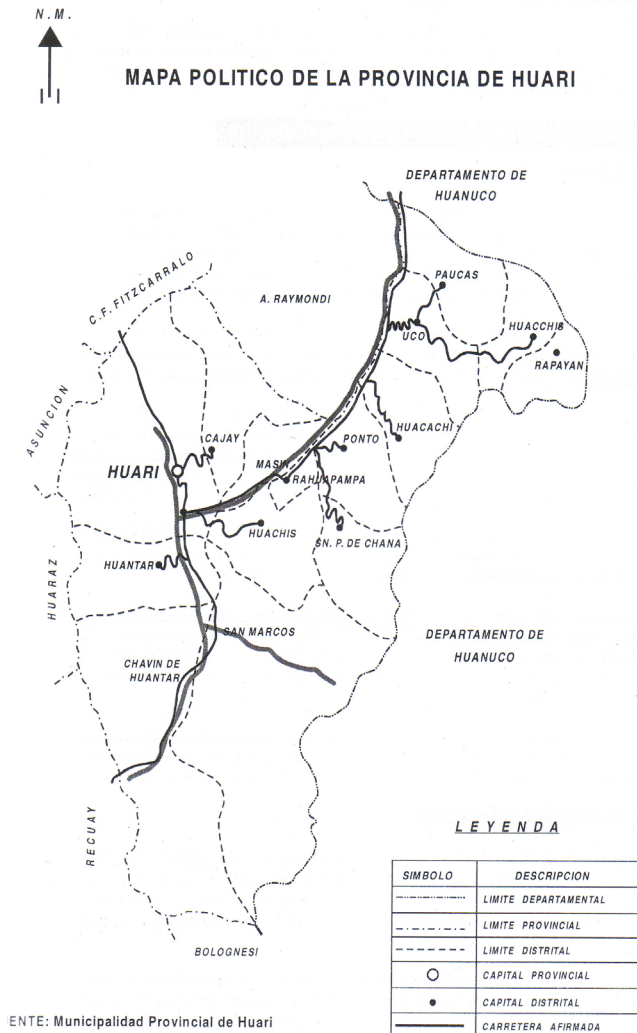 N.M.
MAPA POLITICO DE LA PROVINCIA DE HUARI
DEPARTAMENTO DE
HUANUCO
C.F. FITZCARRALO
A. RAYMONDI
PAUCAS
UCO
HUACCHIS
RAPAYAN
ASUNCION
CAJAY
PONTO
HUACACHI
HUARI
MASIN
RAHUAPAMPA
HUACHIS
SN. P. DE CHANA
HUARAZ
HUANTAR
SAN MARCOS
DEPARTAMENTO DE
HUANUCO
CHAVIN DE
HUANTAR
RECUAY
BOLOGNESI
LEYENDA
SIMBOLO DESCRIPCION
LIMITE DEPARTAMENTAL
LIMITE PROVINCIAL
LIMITE DISTRITAL
CAPITAL PROVINCIAL
CAPITAL DISTRITAL
CARRETERA AFIRMADA
ENTE: Municipalidad Provincial de Huari